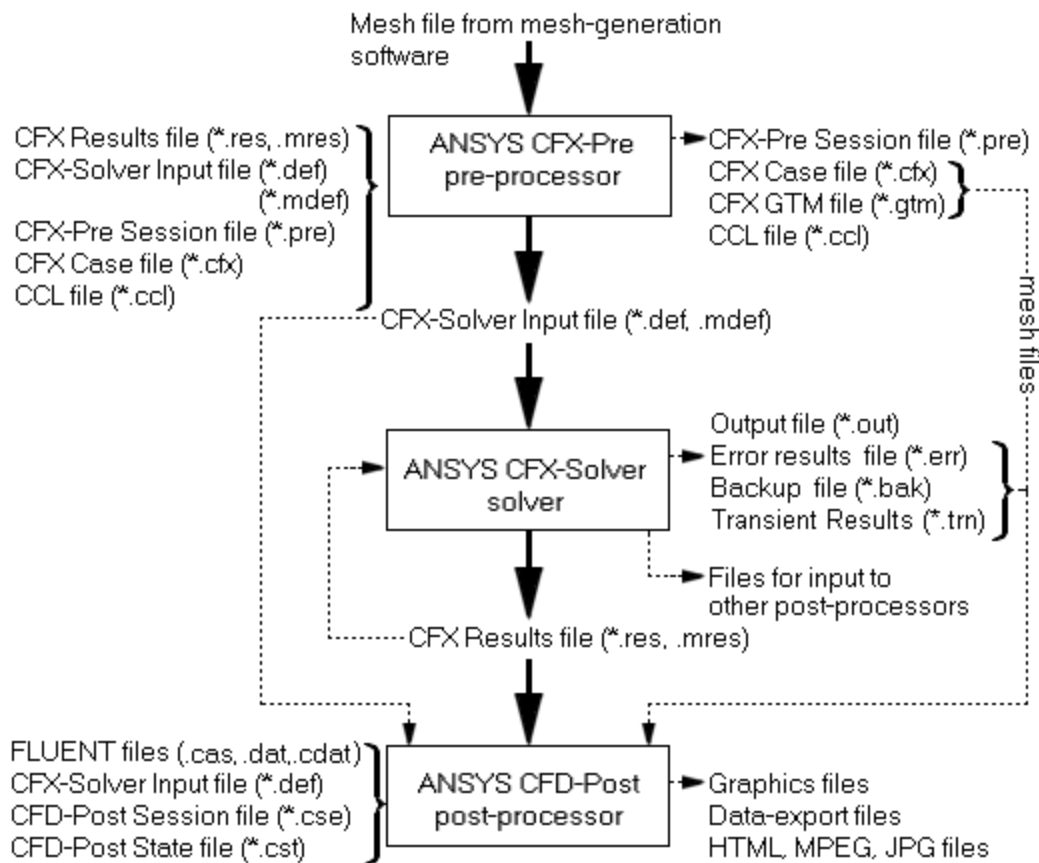 Mesh file from mesh-generation
software
CFX Results file (*.res, .mres)
CFX-Solver Input file (*.def)
(*.mdef)
CFX-Pre Session file (*.pre)
CFX Case file (*.cfx)
CCL file (*.ccl)
ANSYS CFX-Pre
pre-processor
CFX-Pre Session file (*.pre)
CFX Case file (*.cfx)
CFX GTM file (*.gtm)
CCL file (*.ccl)
mesh files
CFX-Solver Input file (*.def, .mdef)
ANSYS CFX-Solver
solver
Output file (*.out)
Error results file (*.err)
Backup file (*.bak)
Transient Results (*.trn)
Files for input to
other post-processors
CFX Results file (*.res, .mres)
FLUENT files (.cas, .dat,.cdat)
CFX-Solver Input file (*.def)
CFD-Post Session file (*.cse)
CFD-Post State file (*.cst)
ANSYS CFD-Post
post-processor
Graphics files
Data-export files
HTML, MPEG, JPG files